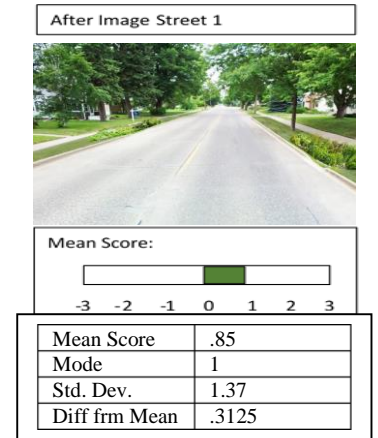 After Image Street 1
Mean Score:
-3 -2 -1 0 1 2 3
Mean Score .85
Mode 1
Std. Dev. 1.37
Diff frm Mean .3125